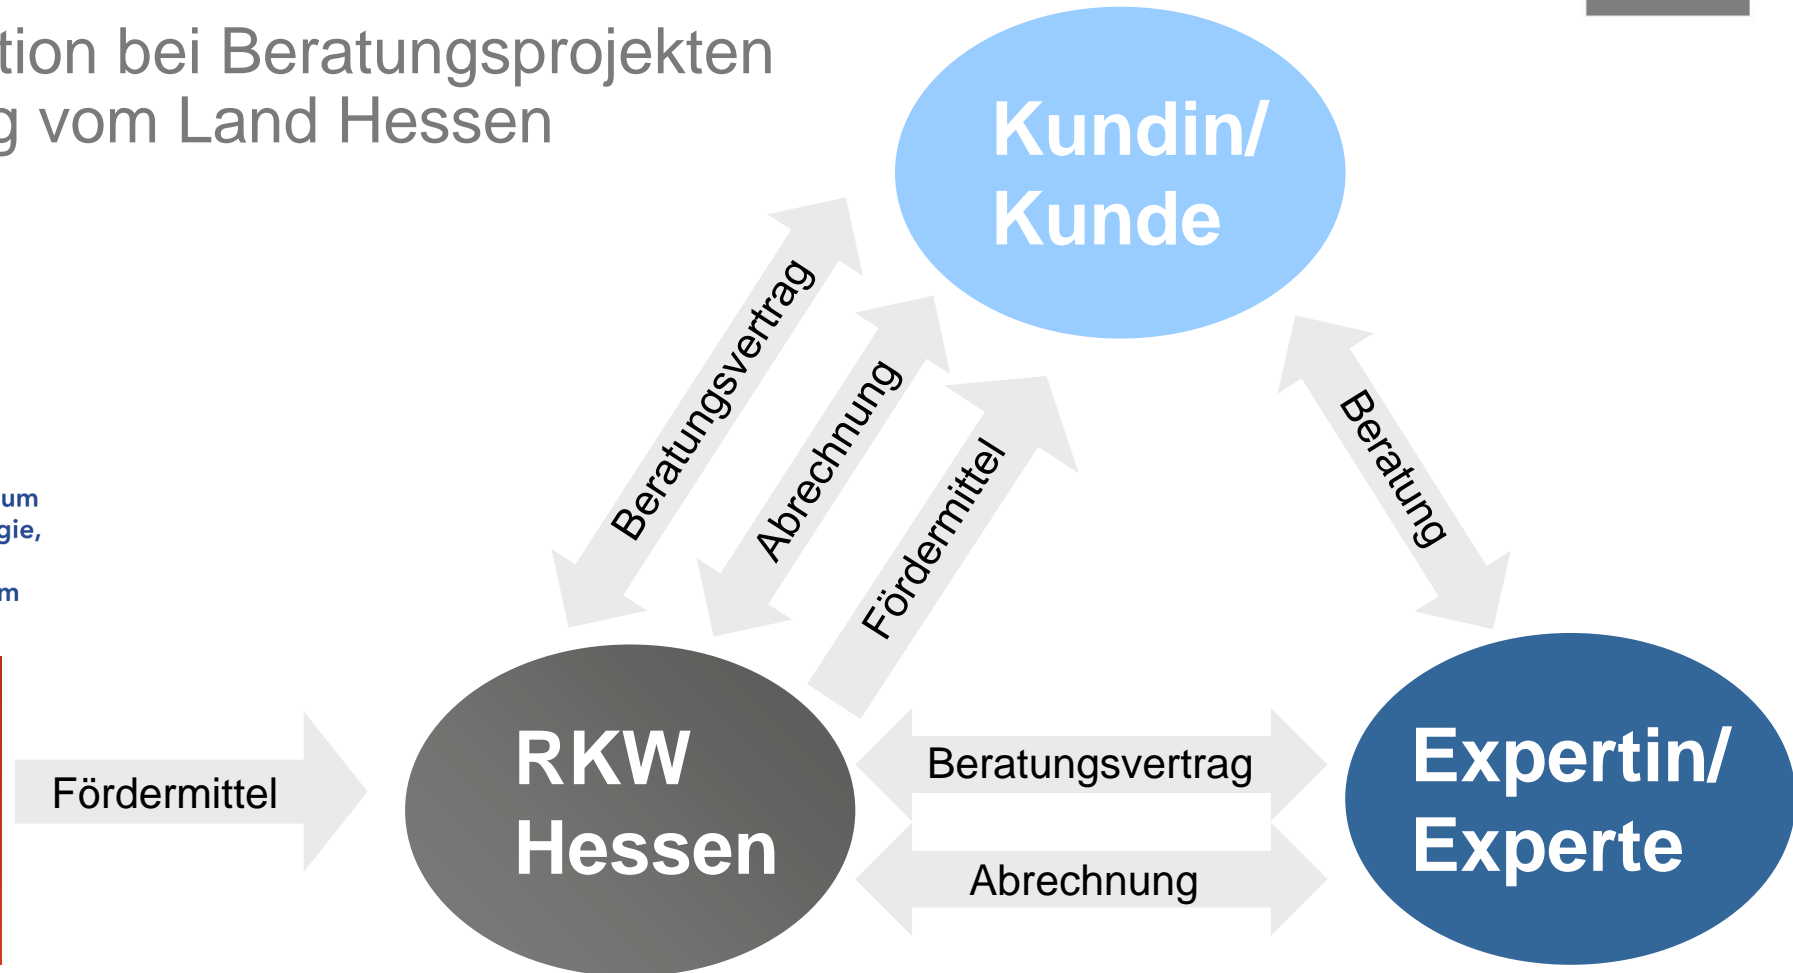 tion bei Beratungsprojekten
g vom Land Hessen
Kundin/
Kunde
Beratungsvertrag
Abrechnung
Fördermittel
Beratung
um
gie,
m
Fördermittel
RKW
Hessen
Beratungsvertrag
Abrechnung
Expertin/
Experte